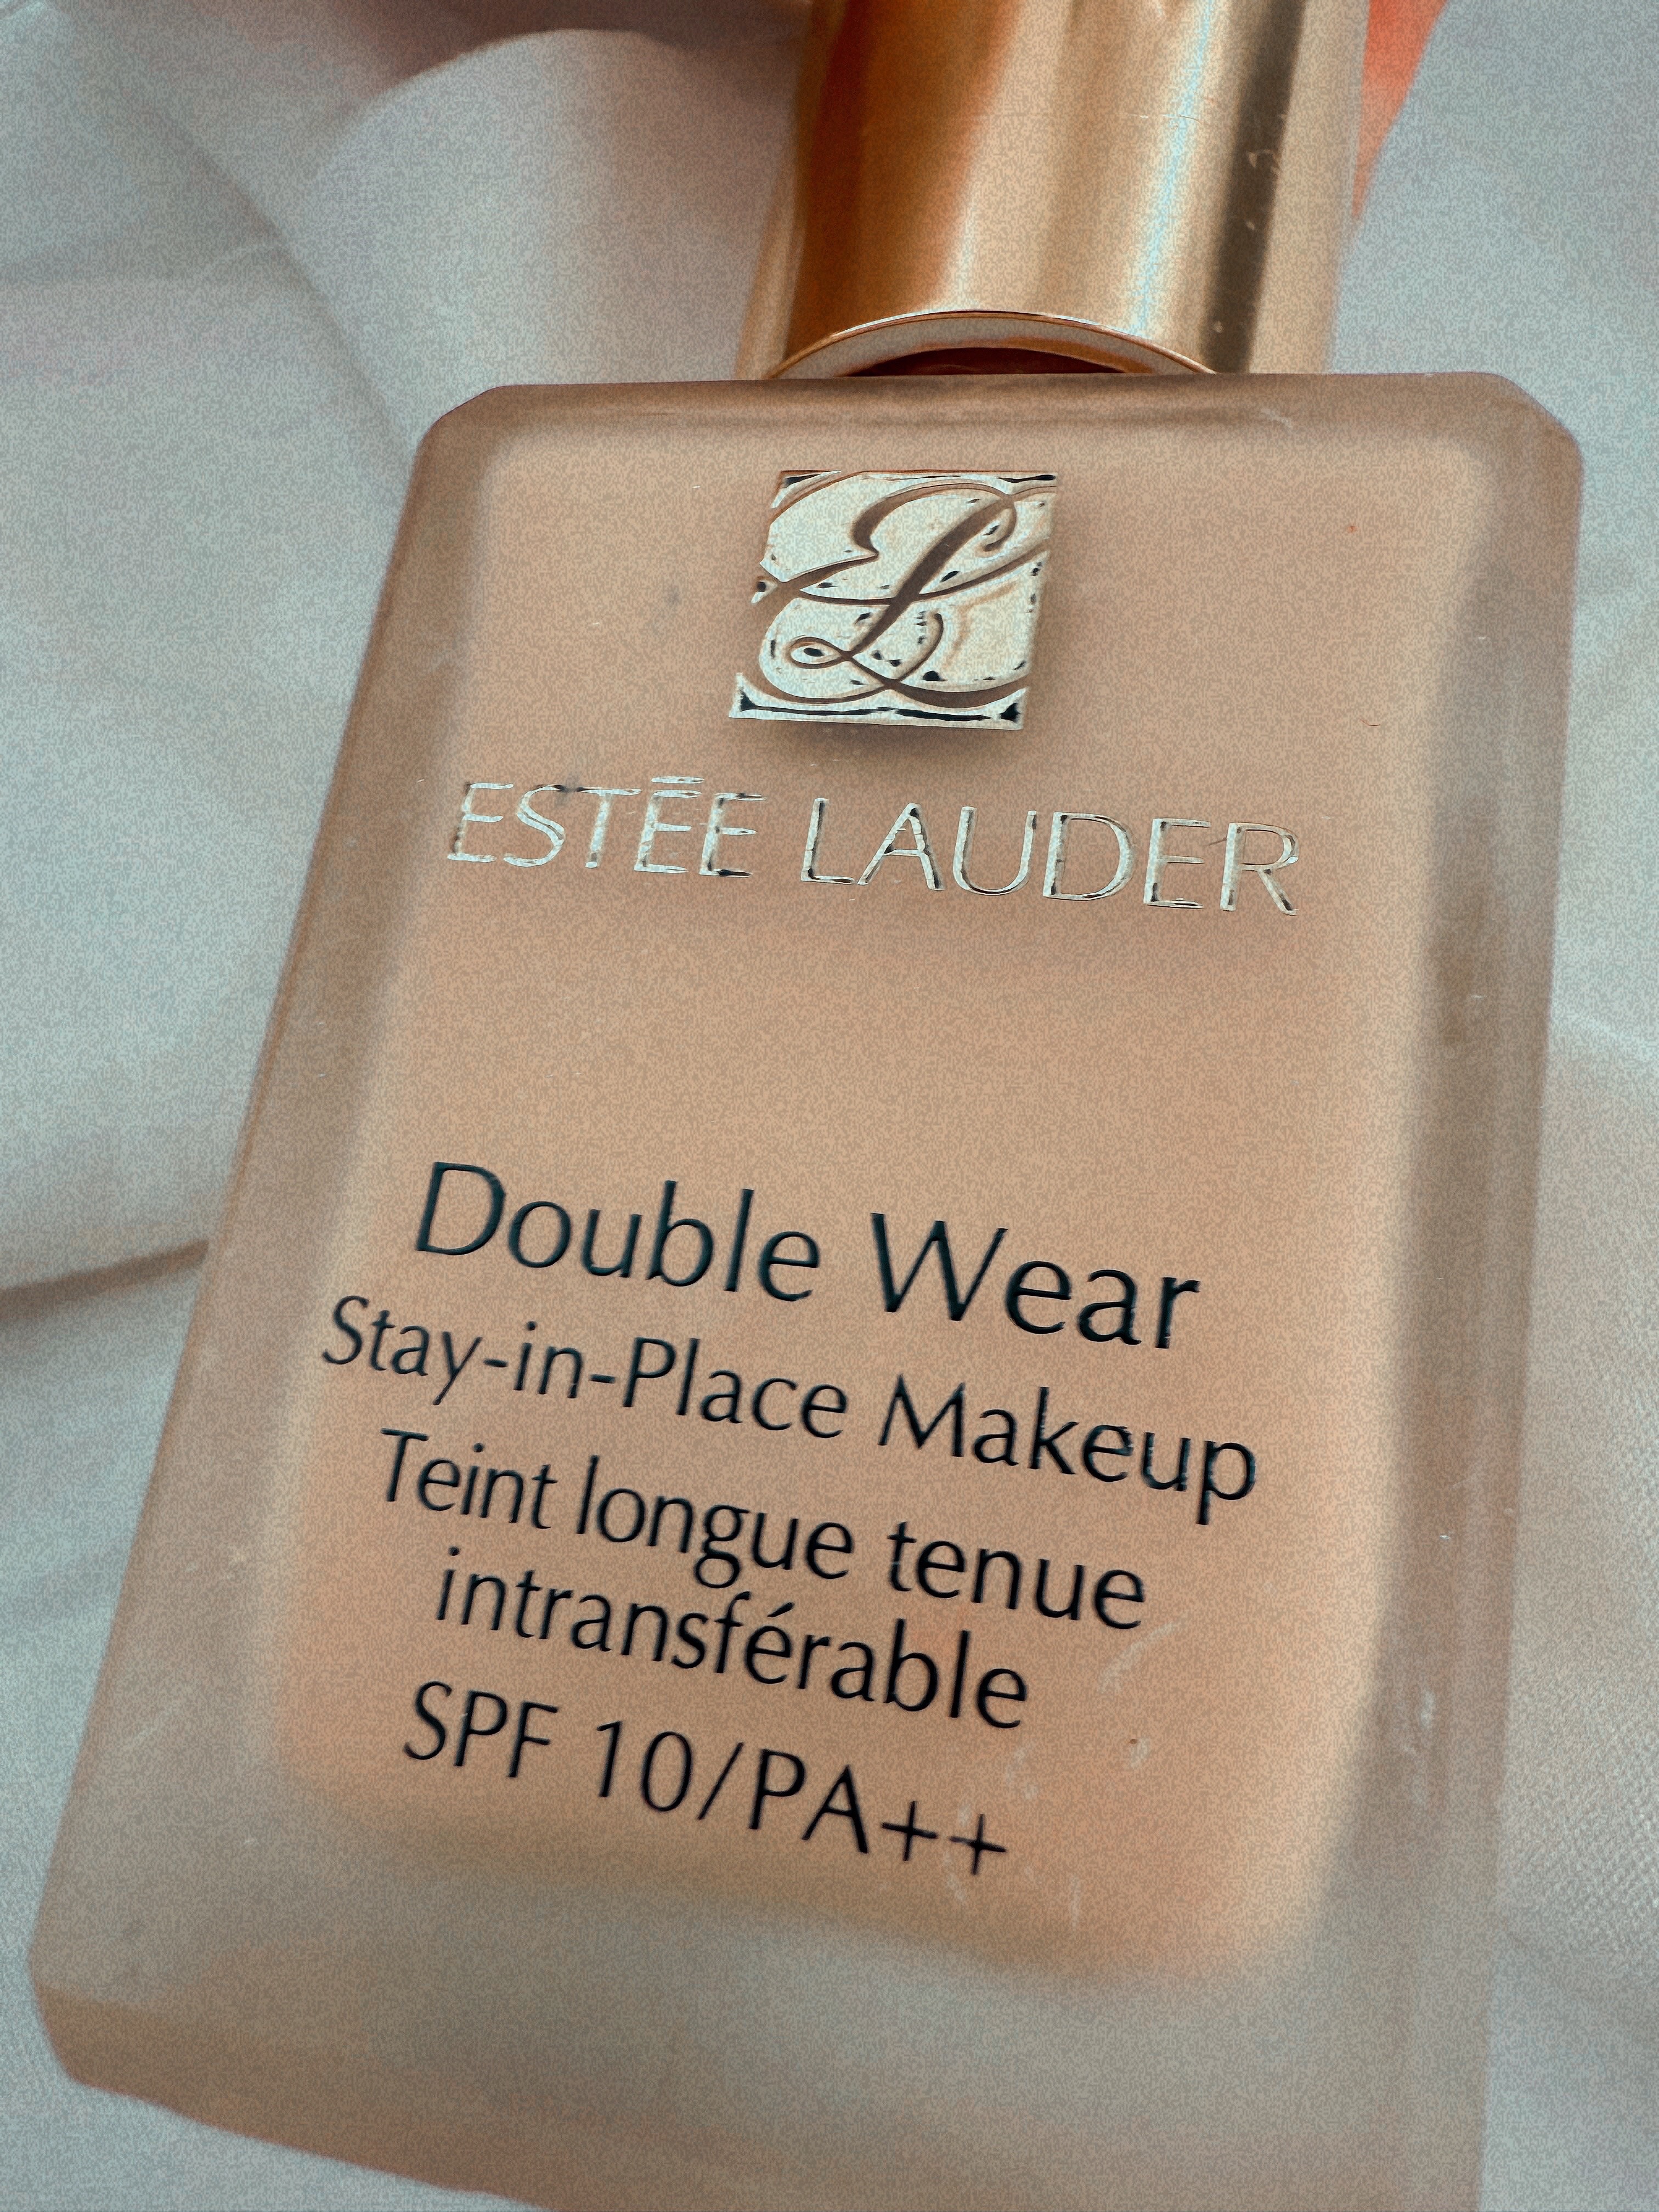 ESTĒE LAUDER
Double Wear
Stay-in-Place Makeup
Teint longue tenue
intransférable
SPF 10/PA++